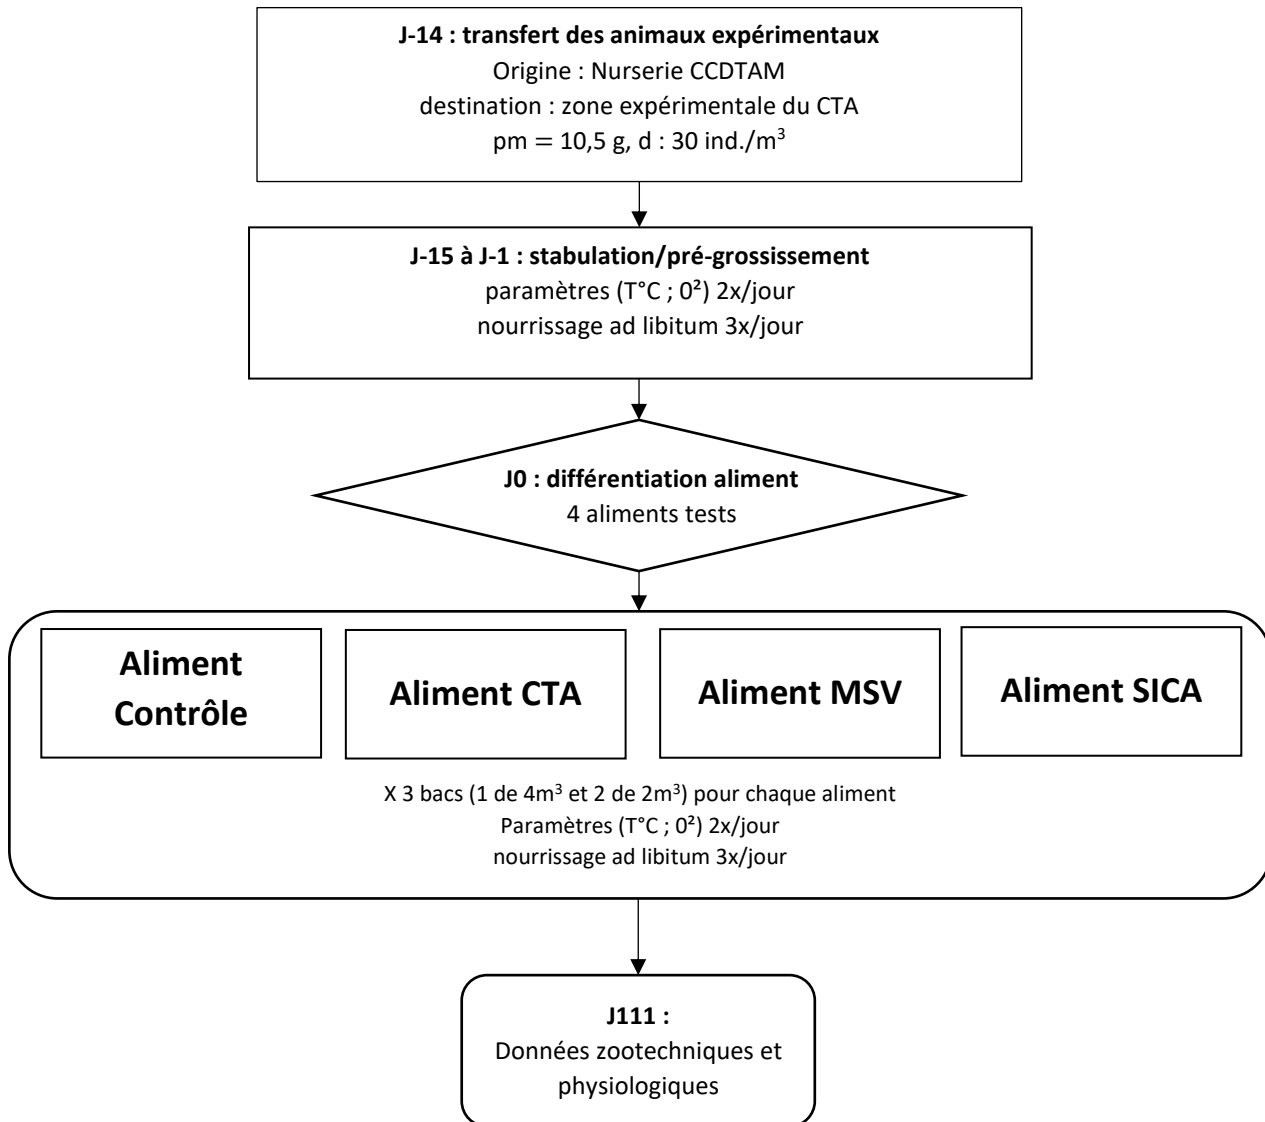 J-14 : transfert des animaux expérimentaux
Origine : Nurserie CCDTAM
destination : zone expérimentale du CTA
pm = 10,5 g, d : 30 ind./m³
J-15 à J-1 : stabulation/pré-grossissement
paramètres (T°C ; 0²) 2x/jour
nourrissage ad libitum 3x/jour
J0 : différentiation aliment
4 aliments tests
Aliment
Contrôle
Aliment CTA
Aliment MSV
Aliment SICA
X 3 bacs (1 de 4m³ et 2 de 2m³) pour chaque aliment
Paramètres (T°C ; 0²) 2x/jour
nourrissage ad libitum 3x/jour
J111 :
Données zootechniques et
physiologiques